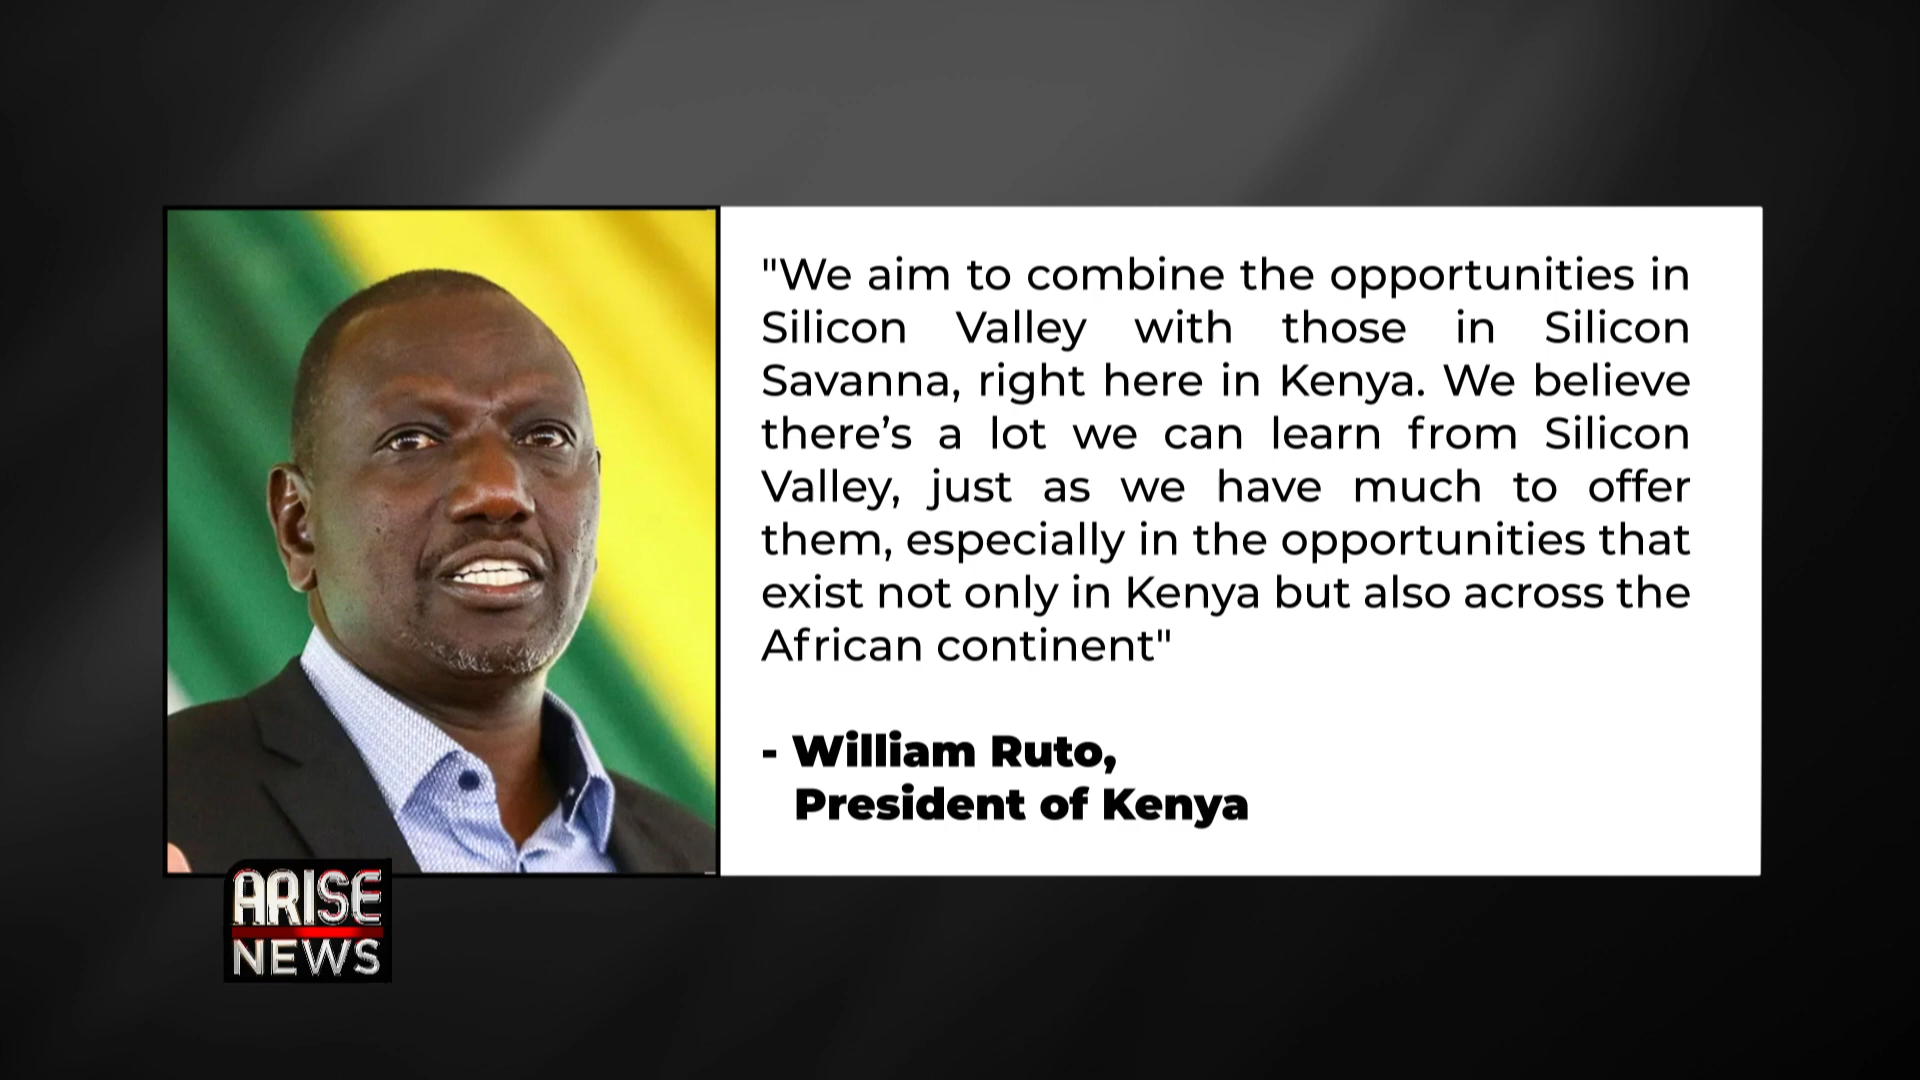 "We aim to combine the opportunities in
Silicon Valley with those in Silicon
Savanna, right here in Kenya. We believe
there’s a lot we can learn from Silicon
Valley, just as we have much to offer
them, especially in the opportunities that
exist not only in Kenya but also across the
African continent"
- William Ruto,
President of Kenya
ARISE
NEWS